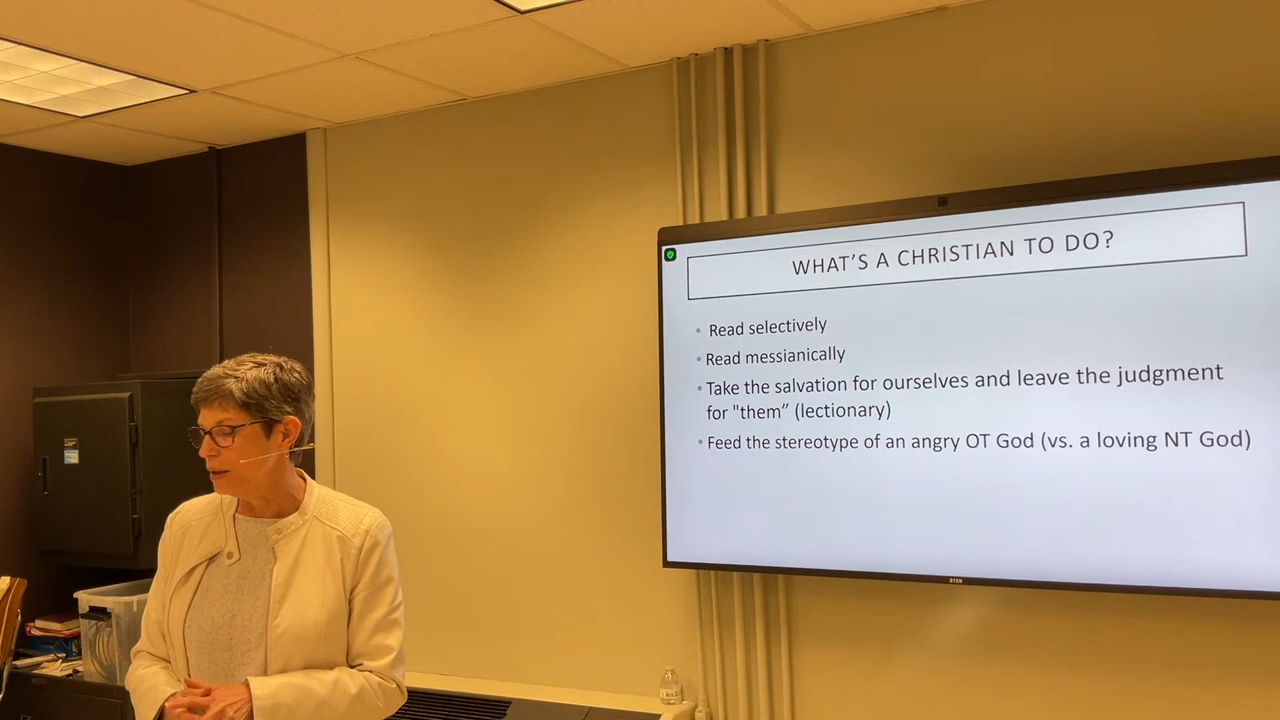 WHAT'S A CHRISTIAN TO DO?
• Read selectively
• Read messianically
• Take the salvation for ourselves and leave the judgment
for "them” (lectionary)
• Feed the stereotype of an angry OT God (vs. a loving NT God)
DTEN